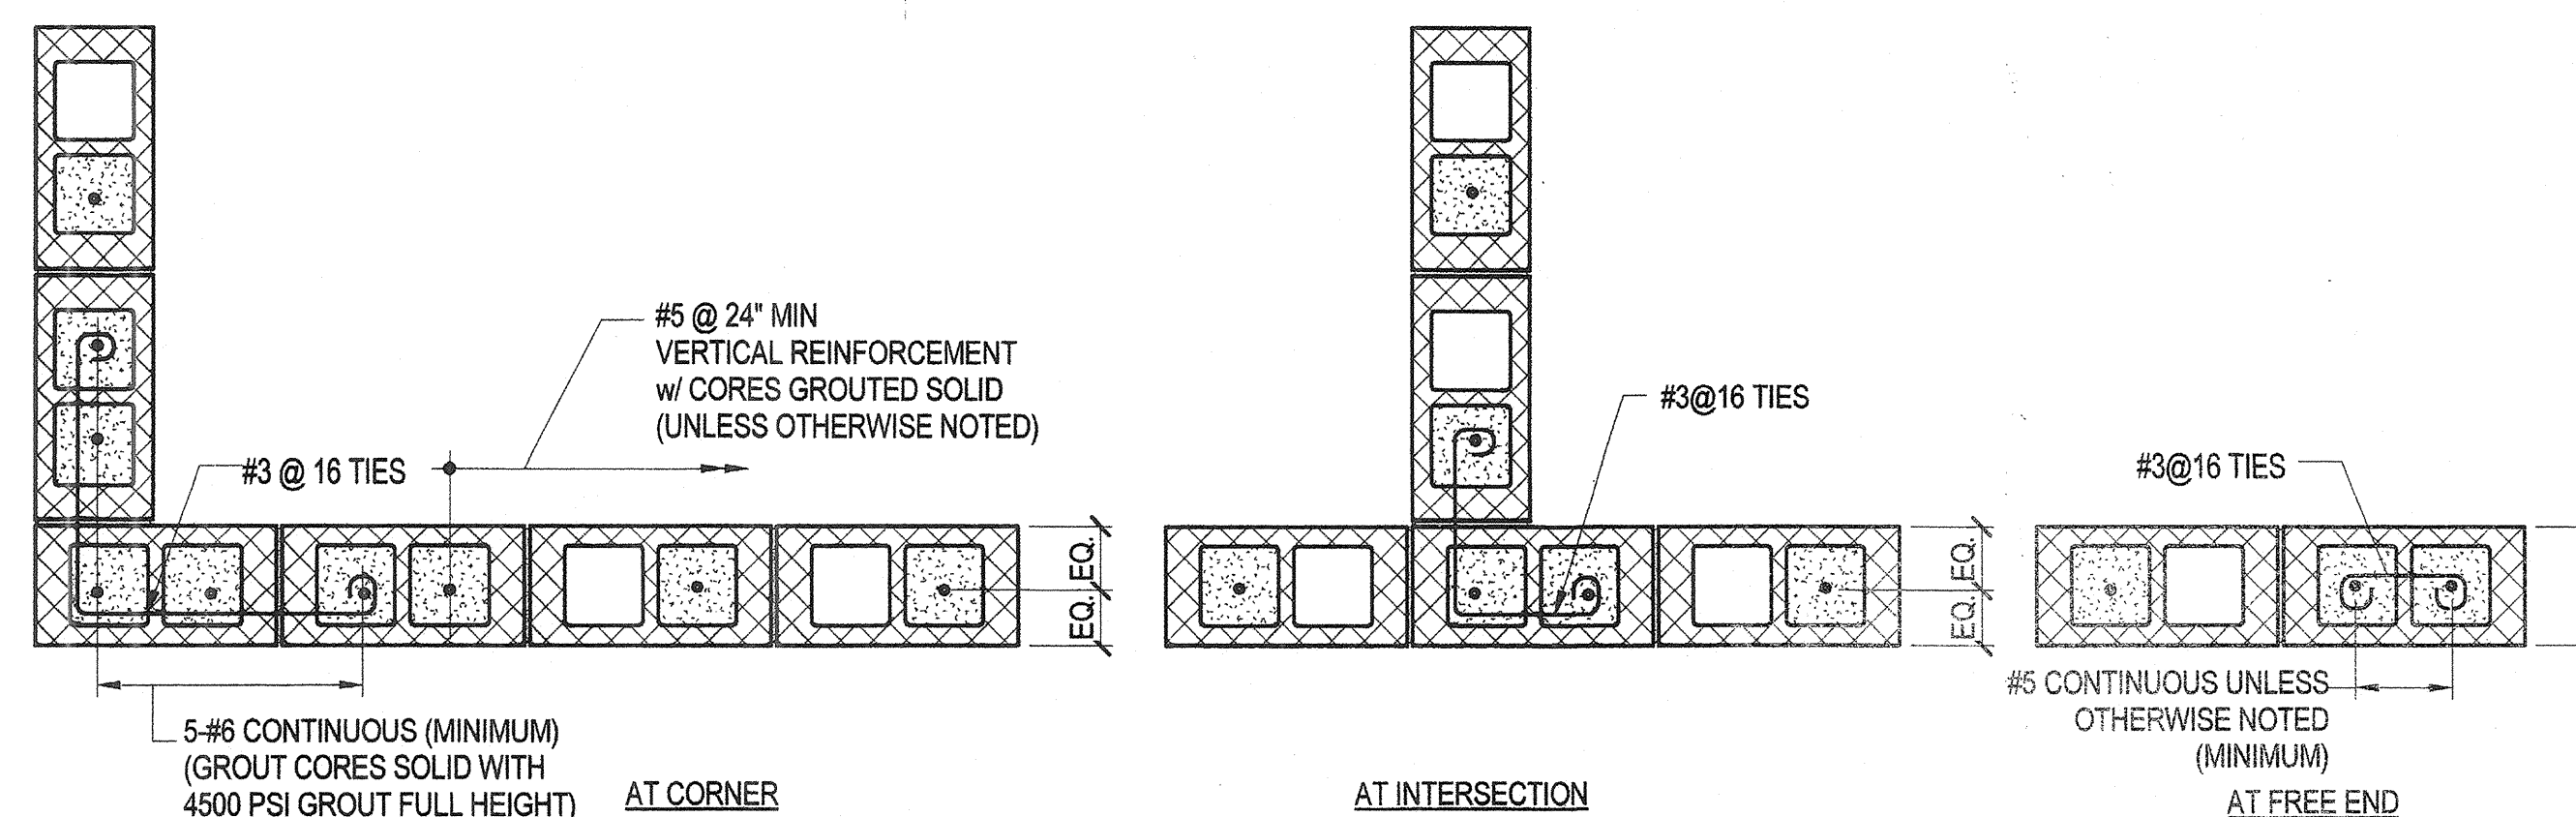 #5 @ 24" MIN
VERTICAL REINFORCEMENT
w/ CORES GROUTED SOLID
(UNLESS OTHERWISE NOTED)
#3 @ 16 TIES
EQ.
EQ.
5-#6 CONTINUOUS (MINIMUM)
(GROUT CORES SOLID WITH
4500 PSI GROUT FULL HEIGHT)
AT CORNER
#3@16 TIES
EQ.
EQ.
AT INTERSECTION
#3@16 TIES
#5 CONTINUOUS UNLESS
OTHERWISE NOTED
(MINIMUM)
AT FREE END